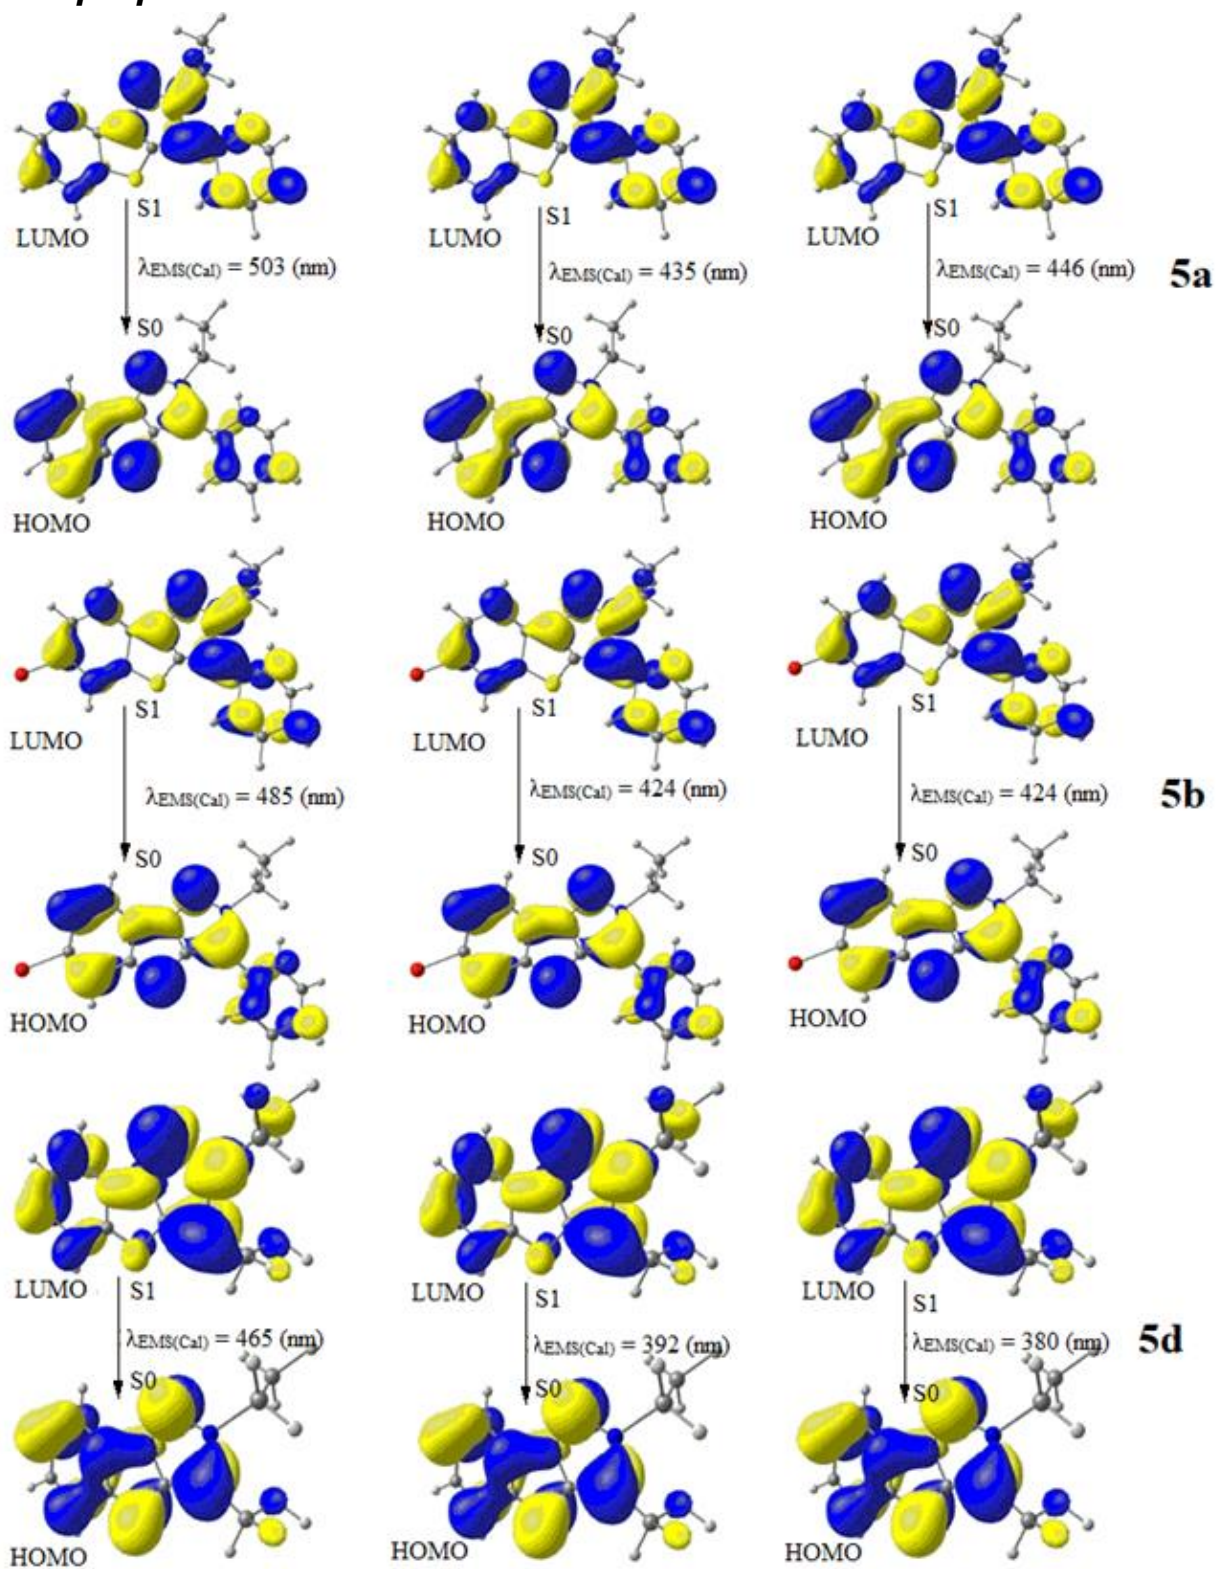 S1 S1 S1
LUMO LUMO LUMO
λEMS(Cal) = 503 (nm) λEMS(Cal) = 435 (nm) λEMS(Cal) = 446 (nm) 5a
S0 S0 S0
HOMO HOMO HOMO
S1 S1 S1
LUMO LUMO LUMO
λEMS(Cal) = 485 (nm) λEMS(Cal) = 424 (nm) λEMS(Cal) = 424 (nm) 5b
S0 S0 S0
HOMO HOMO HOMO
LUMO S1 LUMO S1 LUMO S1
λEMS(Cal) = 465 (nm) λEMS(Cal) = 392 (nm) λEMS(Cal) = 380 (nm) 5d
S0 S0 S0
HOMO HOMO HOMO